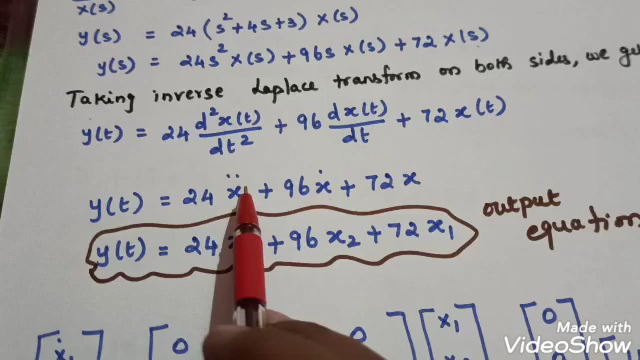 x(s)
y(s) = 24 (s² + 4s + 3) x(s)
y(s) = 24s² x(s) + 96s x(s) + 72 x(s)
Taking inverse Laplace transform on both sides, we
y(t) = 24 d²x(t)/dt² + 96 dx(t)/dt + 72 x(t)
y(t) = 24 ẍ + 96 ẋ + 72 x
y(t) = 24 + 96 x₂ + 72 x₁
output equation
[ẋ₁] [0 0] [x₁] [0]
Made with
VideoShow